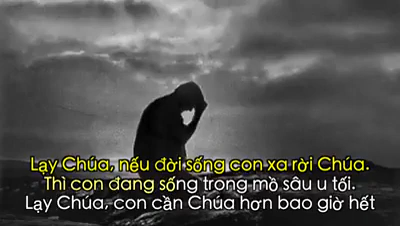 Lạy Chúa, nếu đời sống con xa rời Chúa.
Thì con đang sống trong mồ sâu u tối.
Lạy Chúa, con cần Chúa hơn bao giờ hết